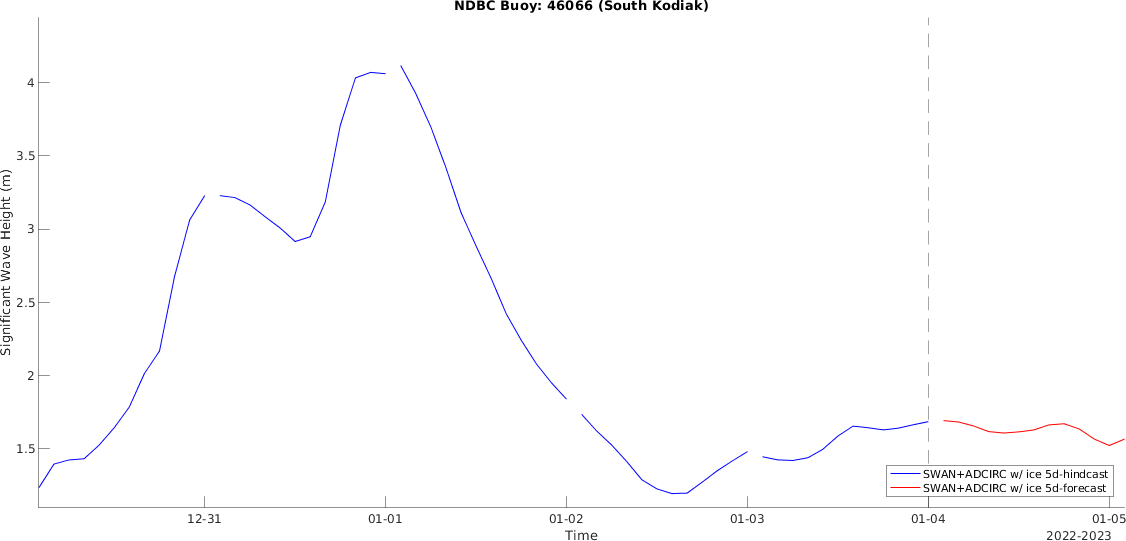 NDBC Buoy: 46066 (South Kodiak)
Significant Wave Height (m)
4
3.5
3
2.5
2
1.5
12-31
01-01
01-02
01-03
01-04
01-05
Time
2022-2023
SWAN+ADCIRC w/ ice 5d-hindcast
SWAN+ADCIRC w/ ice 5d-forecast